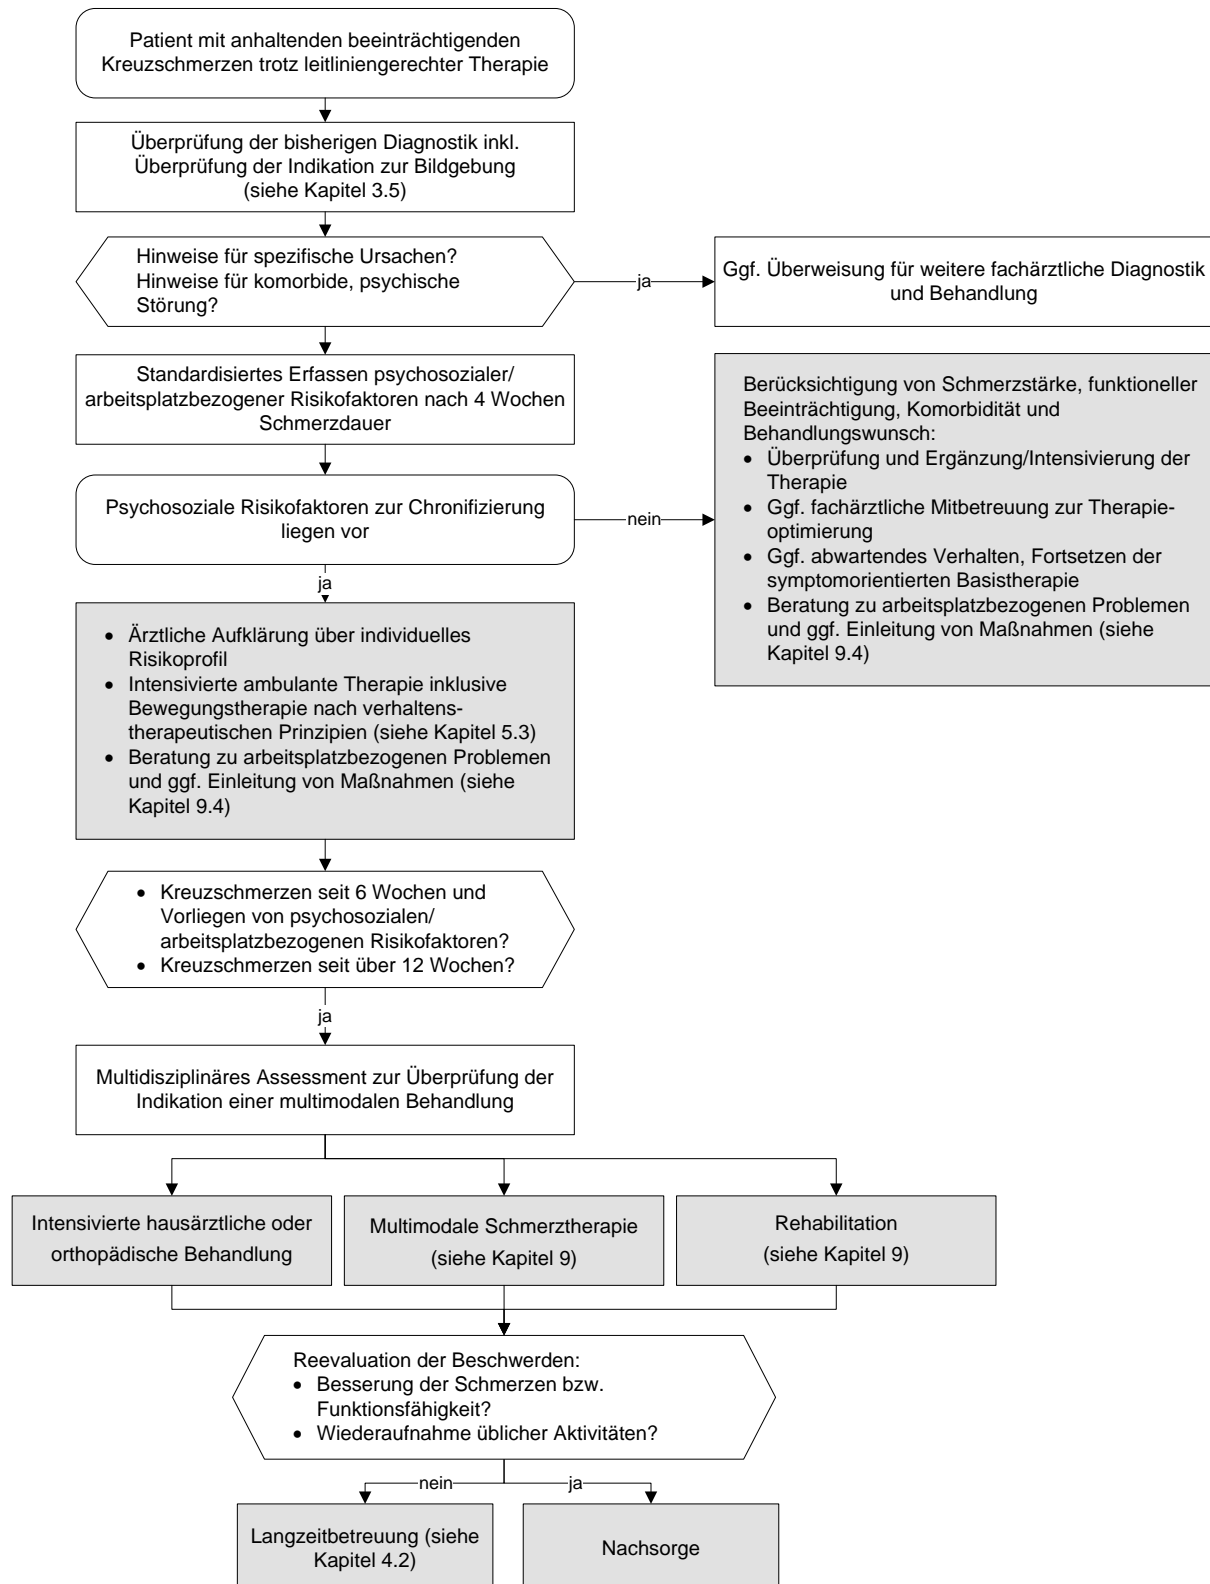 Patient mit anhaltenden beeinträchtigenden
Kreuzschmerzen trotz leitliniengerechter Therapie
Überprüfung der bisherigen Diagnostik inkl.
Überprüfung der Indikation zur Bildgebung
(siehe Kapitel 3.5)
Hinweise für spezifische Ursachen?
Hinweise für komorbide, psychische
Störung?
ja
Ggf. Überweisung für weitere fachärztliche Diagnostik
und Behandlung
Standardisiertes Erfassen psychosozialer/
arbeitsplatzbezogener Risikofaktoren nach 4 Wochen
Schmerzdauer
Psychosoziale Risikofaktoren zur Chronifizierung
liegen vor
nein
Berücksichtigung von Schmerzstärke, funktioneller
Beeinträchtigung, Komorbidität und
Behandlungswunsch:
• Überprüfung und Ergänzung/Intensivierung der
Therapie
• Ggf. fachärztliche Mitbetreuung zur Therapie-
optimierung
• Ggf. abwartendes Verhalten, Fortsetzen der
symptomorientierten Basistherapie
• Beratung zu arbeitsplatzbezogenen Problemen
und ggf. Einleitung von Maßnahmen (siehe
Kapitel 9.4)
ja
• Ärztliche Aufklärung über individuelles
Risikoprofil
• Intensivierte ambulante Therapie inklusive
Bewegungstherapie nach verhaltens-
therapeutischen Prinzipien (siehe Kapitel 5.3)
• Beratung zu arbeitsplatzbezogenen Problemen
und ggf. Einleitung von Maßnahmen (siehe
Kapitel 9.4)
• Kreuzschmerzen seit 6 Wochen und
Vorliegen von psychosozialen/
arbeitsplatzbezogenen Risikofaktoren?
• Kreuzschmerzen seit über 12 Wochen?
ja
Multidisziplinäres Assessment zur Überprüfung der
Indikation einer multimodalen Behandlung
Intensivierte hausärztliche oder
orthopädische Behandlung
Multimodale Schmerztherapie
(siehe Kapitel 9)
Rehabilitation
(siehe Kapitel 9)
Reevaluation der Beschwerden:
• Besserung der Schmerzen bzw.
Funktionsfähigkeit?
• Wiederaufnahme üblicher Aktivitäten?
nein
ja
Langzeitbetreuung (siehe
Kapitel 4.2)
Nachsorge